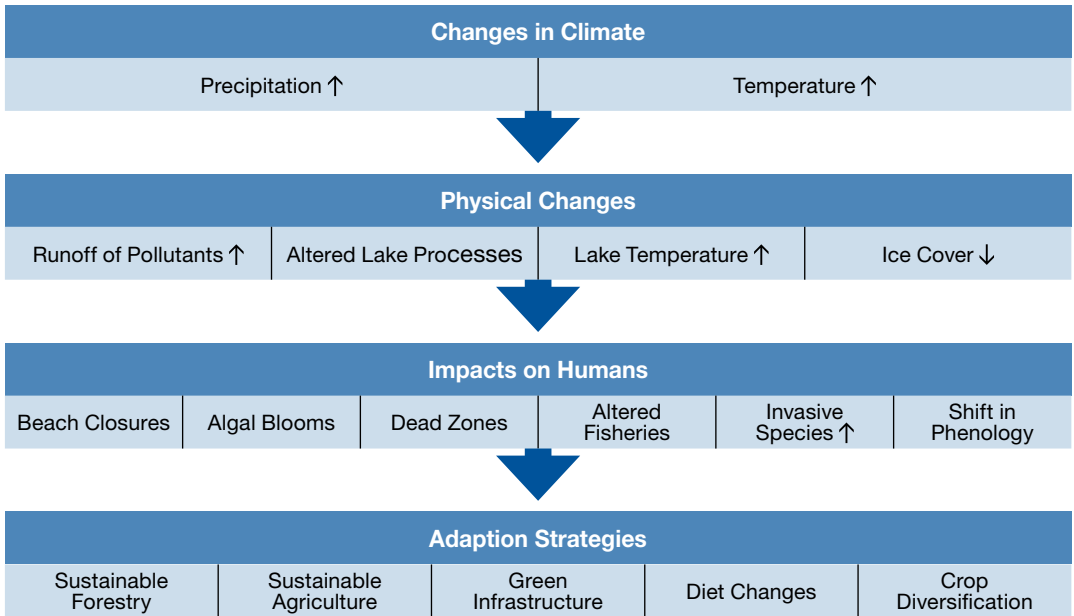 Changes in Climate
Precipitation ↑
Temperature ↑
Physical Changes
Runoff of Pollutants ↑
Altered Lake Processes
Lake Temperature ↑
Ice Cover ↓
Impacts on Humans
Beach Closures
Algal Blooms
Dead Zones
Altered
Fisheries
Invasive
Species ↑
Shift in
Phenology
Adaption Strategies
Sustainable
Forestry
Sustainable
Agriculture
Green
Infrastructure
Diet Changes
Crop
Diversification